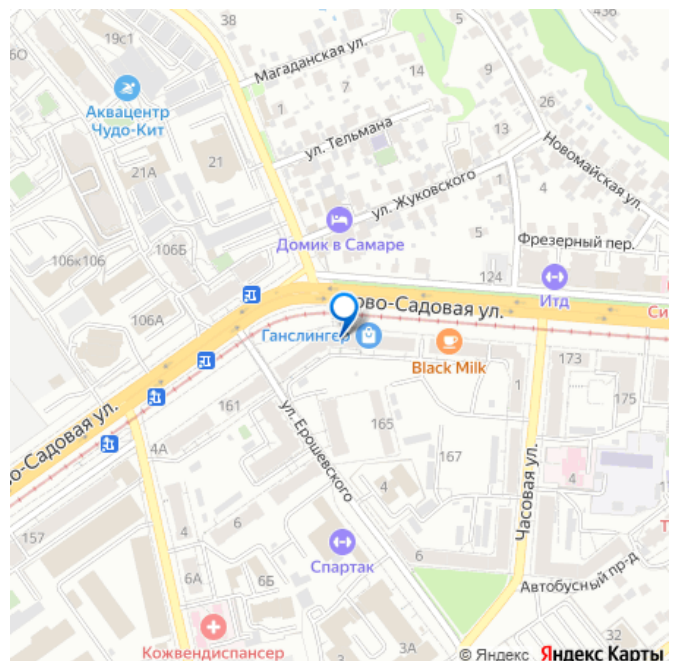 38
5
436
19с1
Магаданская ул.
6О
14
9
7
26
Аквацентр
Чудо-Кит
1
ул. Тельмана
13
21
Новомайская ул.
21А
ул. Жуковского
1
4
Домик в Самаре
5
Фрезерный пер.
106Б
106к106
124
Итд
Си
ово-Садовая ул.
106А
Ганслингер
Black Milk
173
1
175
161
о-Садовая ул.
165
ул. Ерошевского
4А
167
Часовая ул.
4
4
157
4
6
Спартак
6
Автобусный пр-д
6А
6Б
Кожвендиспансер
3А
32
© Яндекс Яндекс Карты